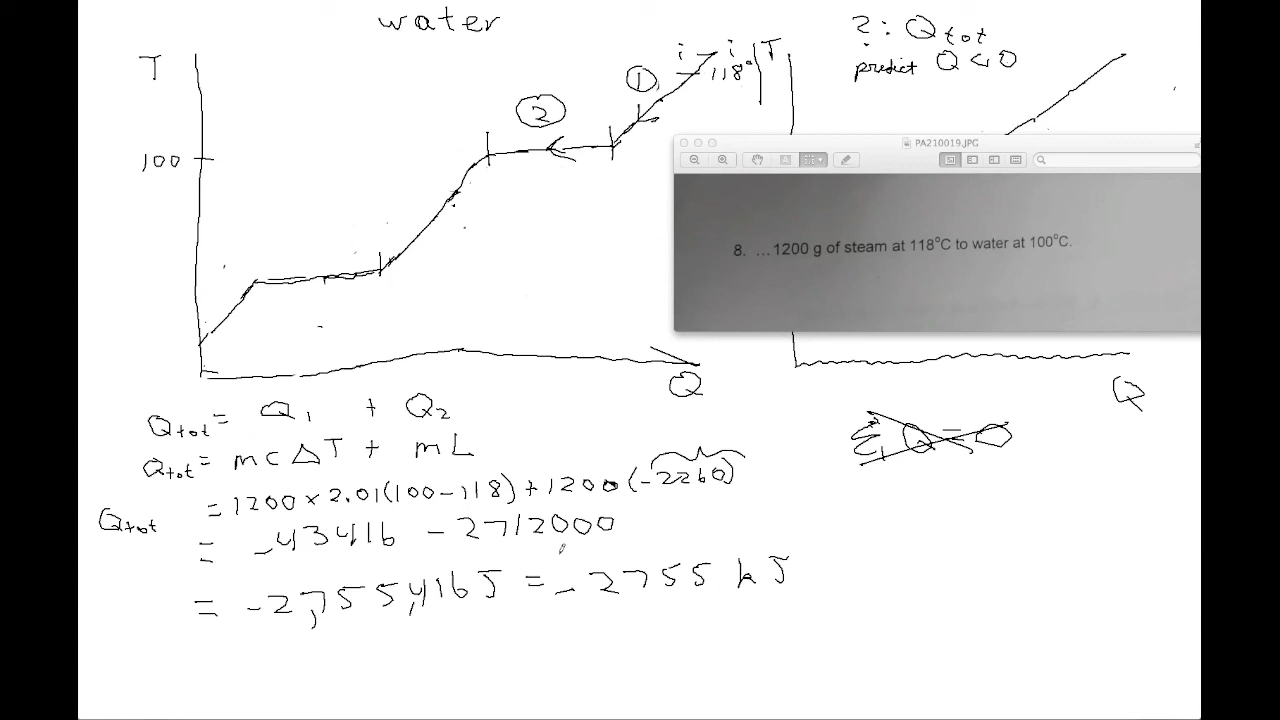 water
T
100
①
②
i
i
118°
T
2: Qtot
predict Q < 0
PA210019.JPG
8. ...1200 g of steam at 118°C to water at 100°C.
Q
Q
Qtot = Q1 + Q2
Qtot = mcΔT + mL
= 1200 × 2.01(100-118) + 1200(-2260)
Qtot
= -43416 - 2712000
= -2,755,416 J = -2755 kJ
Q = 0